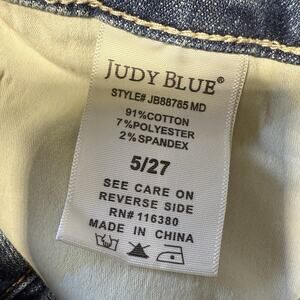 JUDY BLUE®
STYLE# JB88785 MD
91%COTTON
7%POLYESTER
2%SPANDEX
5/27
SEE CARE ON
REVERSE SIDE
RN# 116380
MADE IN CHINA